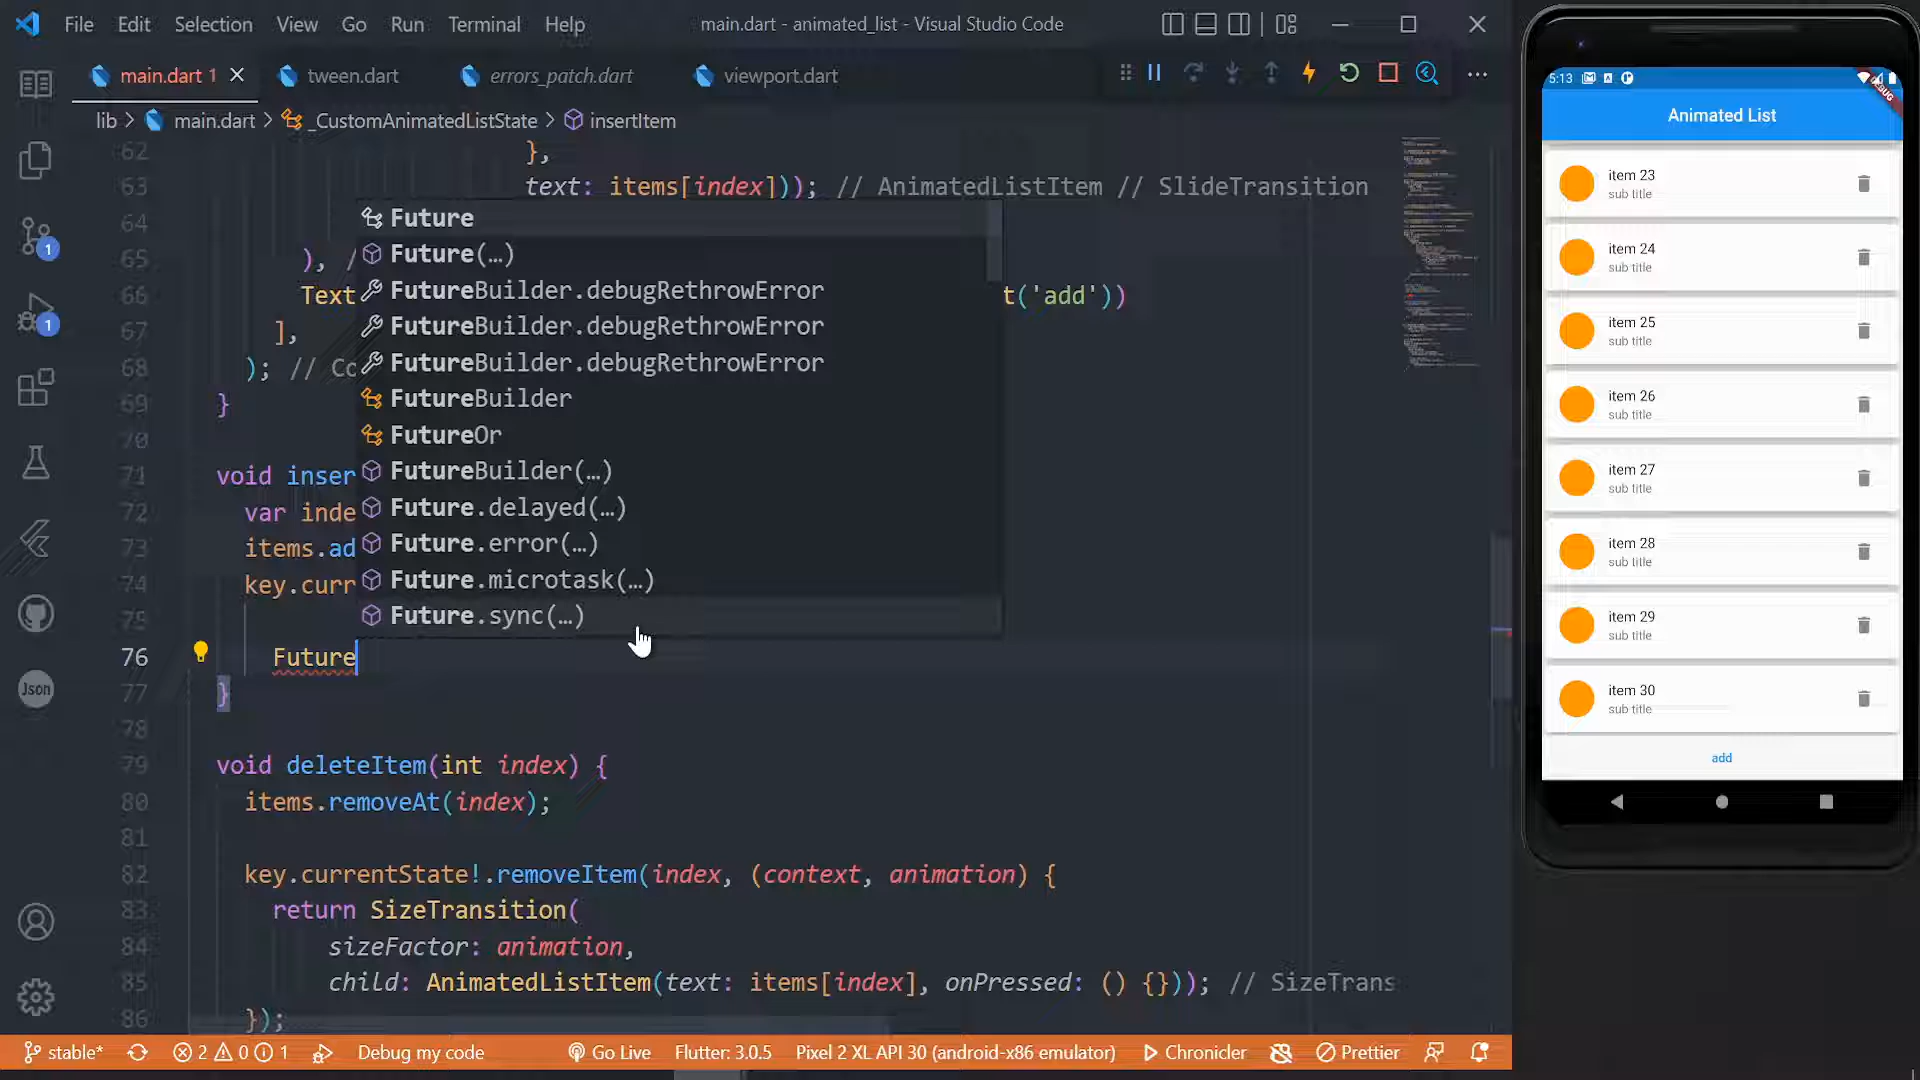 File Edit Selection View Go Run Terminal Help
main.dart - animated_list - Visual Studio Code
main.dart 1
tween.dart
errors_patch.dart
viewport.dart
lib > main.dart > _CustomAnimatedListState > insertItem
62 },
63 text: items[index])); // AnimatedListItem // SlideTransition
64
65 ), /
66 Text t('add'))
67 ],
68 ); // Co
69 }
70
71 void inser
72 var inde
73 items.ad
74 key.curr
75
76 Future
77 }
78
79 void deleteItem(int index) {
80 items.removeAt(index);
81
82 key.currentState!.removeItem(index, (context, animation) {
83 return SizeTransition(
84 sizeFactor: animation,
85 child: AnimatedListItem(text: items[index], onPressed: () {})); // SizeTrans
86 });
Future
Future(…)
FutureBuilder.debugRethrowError
FutureBuilder.debugRethrowError
FutureBuilder.debugRethrowError
FutureBuilder
FutureOr
FutureBuilder(…)
Future.delayed(…)
Future.error(…)
Future.microtask(…)
Future.sync(…)
1
1
Json
stable* 2 0 1 Debug my code Go Live Flutter: 3.0.5 Pixel 2 XL API 30 (android-x86 emulator) Chronicler Prettier
5:13
DEBUG
Animated List
item 23
sub title
item 24
sub title
item 25
sub title
item 26
sub title
item 27
sub title
item 28
sub title
item 29
sub title
item 30
sub title
add